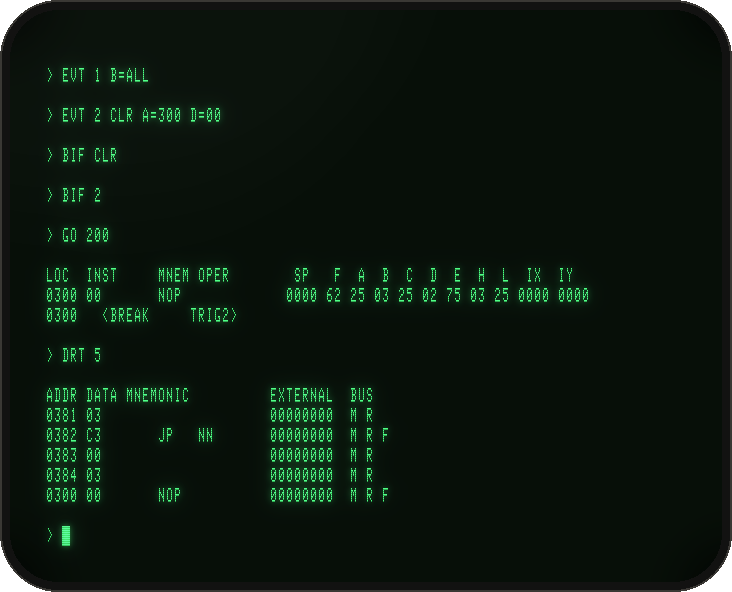 > EVT 1 B=ALL
> EVT 2 CLR A=300 D=00
> BIF CLR
> BIF 2
> GO 200
LOC  INST     MNEM OPER        SP   F  A  B  C  D  E  H  L  IX  IY
0300 00       NOP             0000 62 25 03 25 02 75 03 25 0000 0000
0300   <BREAK     TRIG2>
> DRT 5
ADDR DATA MNEMONIC          EXTERNAL  BUS
0381 03                     00000000  M R
0382 C3       JP   NN       00000000  M R F
0383 00                     00000000  M R
0384 03                     00000000  M R
0300 00       NOP           00000000  M R F
>